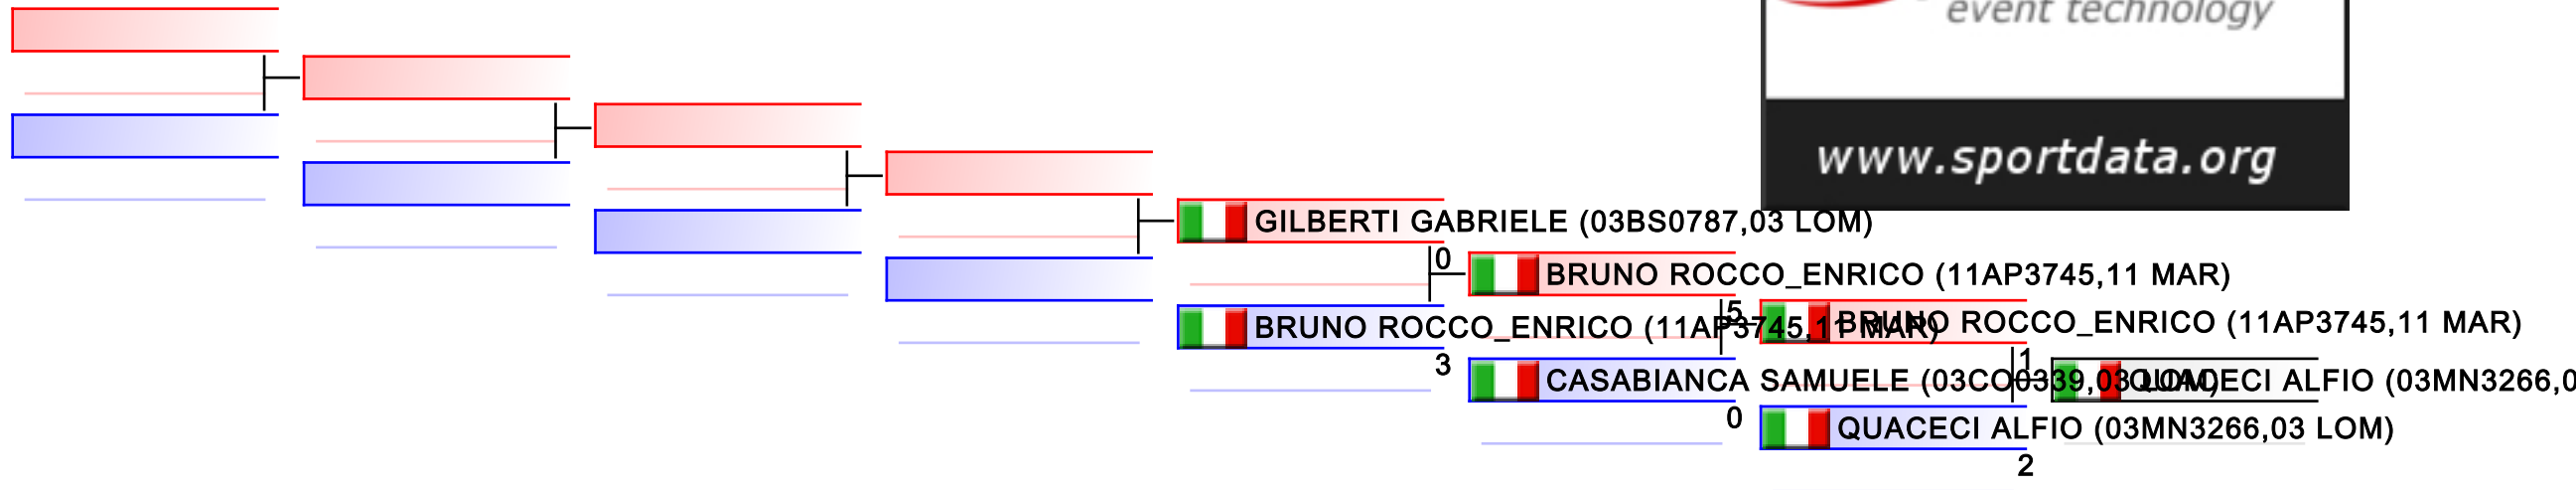 event technology
www.sportdata.org
GILBERTI GABRIELE (03BS0787,03 LOM)
0
BRUNO ROCCO_ENRICO (11AP3745,11 MAR)
BRUNO ROCCO_ENRICO (11AP3745,11 MAR)
3
5
BRUNO ROCCO_ENRICO (11AP3745,11 MAR)
CASABIANCA SAMUELE (03CO0339,03 LOM)
0
1
QUACECI ALFIO (03MN3266,0
QUACECI ALFIO (03MN3266,03 LOM)
2